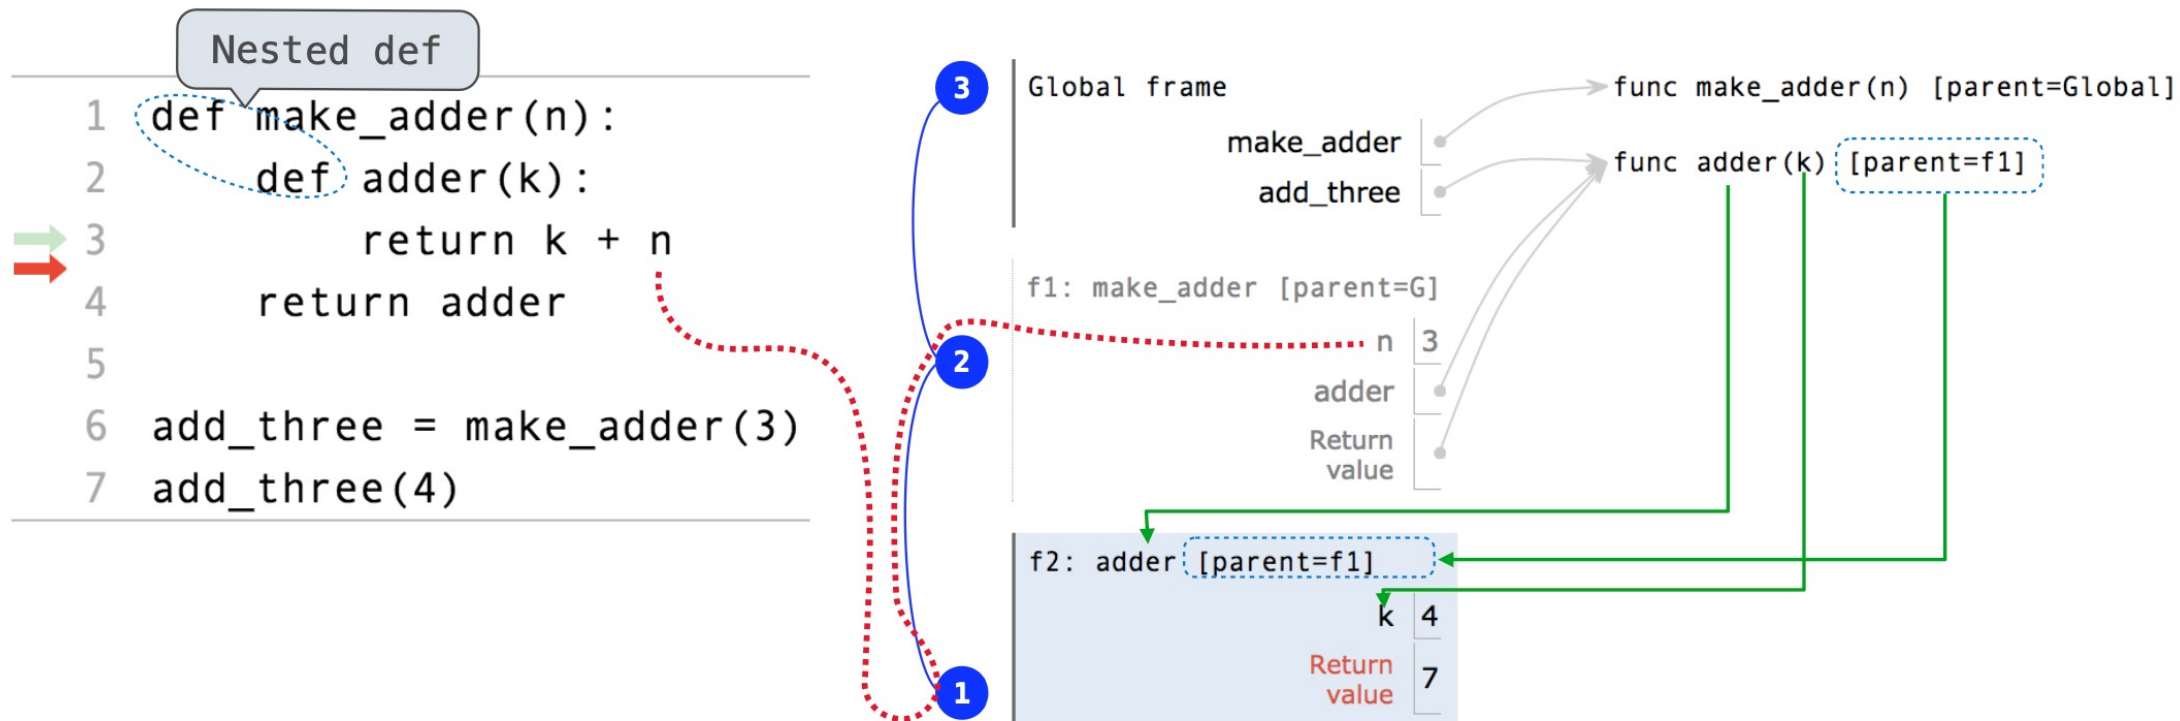 Nested def
1 def make_adder(n):
2     def adder(k):
3         return k + n
4     return adder
5
6 add_three = make_adder(3)
7 add_three(4)
3
2
1
Global frame
make_adder
add_three
func make_adder(n) [parent=Global]
func adder(k) [parent=f1]
f1: make_adder [parent=G]
n 3
adder
Return
value
f2: adder [parent=f1]
k 4
Return
value 7